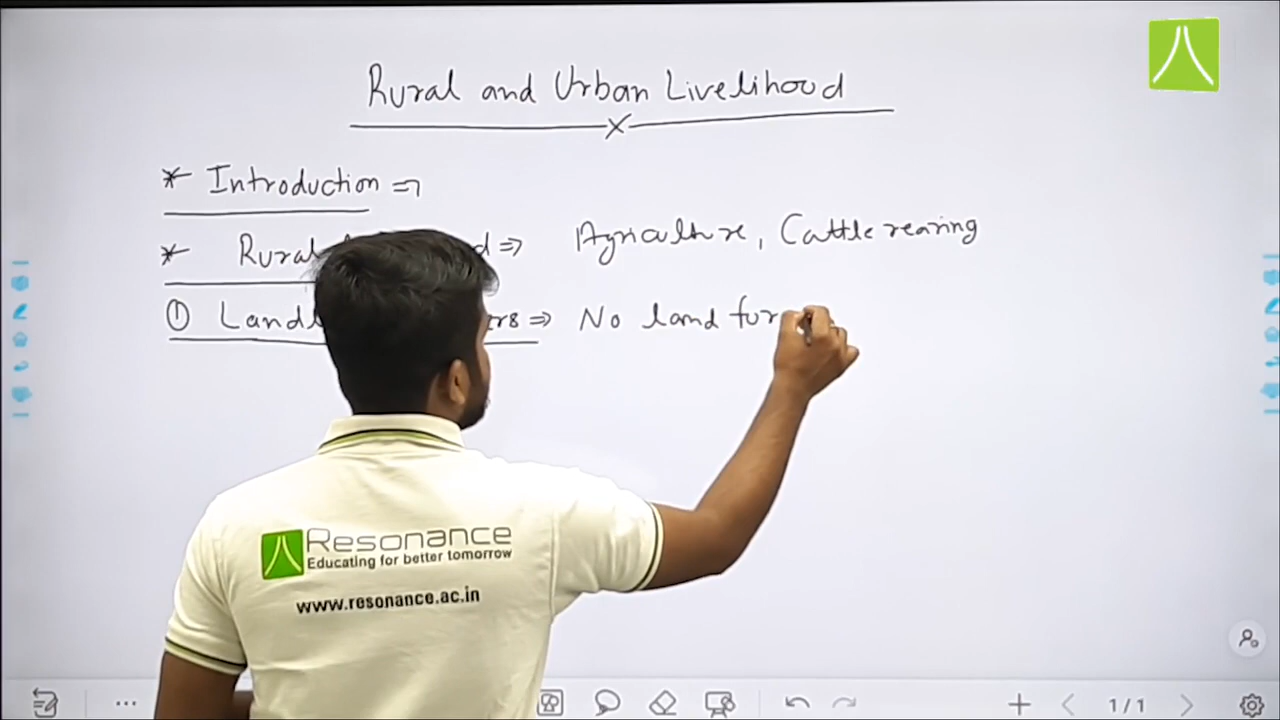 Rural and Urban Livelihood
* Introduction ⇒
* Rural ⇒ Agriculture, Cattle rearing
① ⇒ No land for
Resonance
Educating for better tomorrow
www.resonance.ac.in
1/1